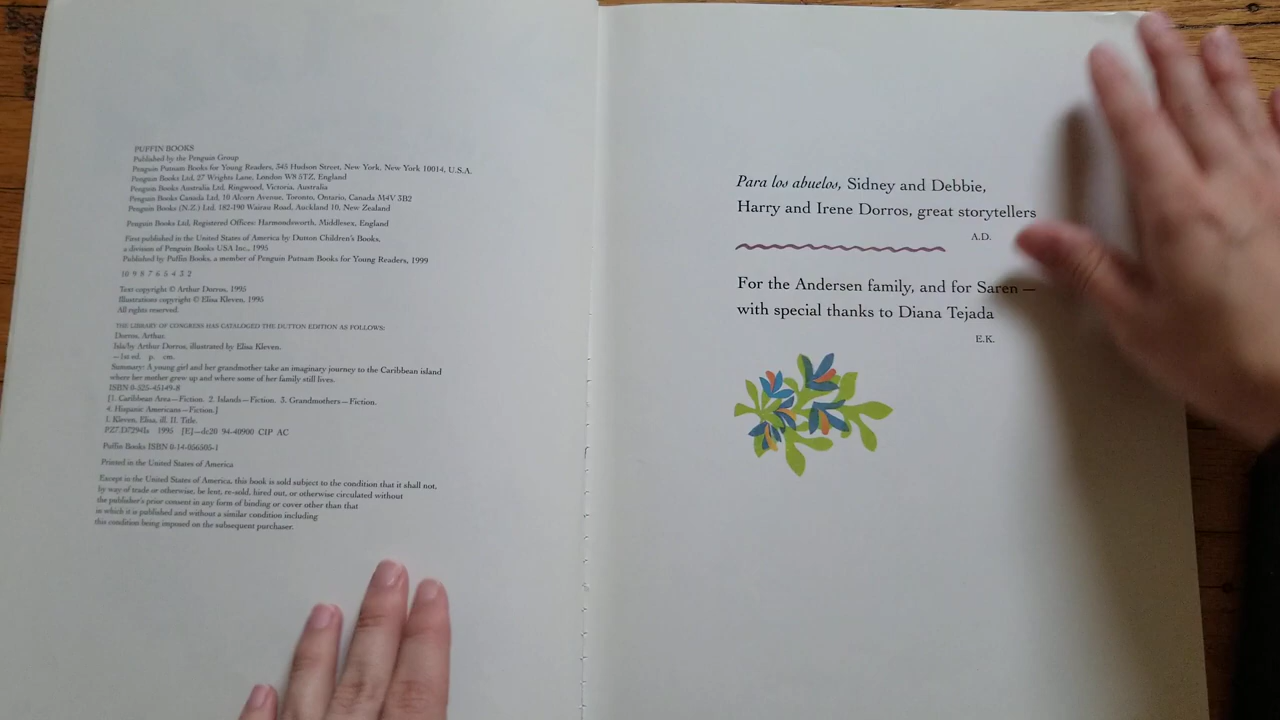 PUFFIN BOOKS
Published by the Penguin Group
Penguin Putnam Books for Young Readers, 345 Hudson Street, New York, New York 10014, U.S.A.
Penguin Books Ltd, 27 Wrights Lane, London W8 5TZ, England
Penguin Books Australia Ltd, Ringwood, Victoria, Australia
Penguin Books Canada Ltd, 10 Alcorn Avenue, Toronto, Ontario, Canada M4V 3B2
Penguin Books (N.Z.) Ltd, 182-190 Wairau Road, Auckland 10, New Zealand
Penguin Books Ltd, Registered Offices: Harmondsworth, Middlesex, England
First published in the United States of America by Dutton Children's Books,
a division of Penguin Books USA Inc., 1995
Published by Puffin Books, a member of Penguin Putnam Books for Young Readers, 1999
10 9 8 7 6 5 4 3 2
Text copyright © Arthur Dorros, 1995
Illustrations copyright © Elisa Kleven, 1995
All rights reserved.
THE LIBRARY OF CONGRESS HAS CATALOGED THE DUTTON EDITION AS FOLLOWS:
Dorros, Arthur.
Isla/by Arthur Dorros, illustrated by Elisa Kleven.
—1st ed. p. cm.
Summary: A young girl and her grandmother take an imaginary journey to the Caribbean island
where her mother grew up and where some of her family still lives.
ISBN 0-525-45149-8
[1. Caribbean Area—Fiction. 2. Islands—Fiction. 3. Grandmothers—Fiction.
4. Hispanic Americans—Fiction.]
I. Kleven, Elisa, ill. II. Title.
PZ7.D7294Is 1995 [E]—dc20 94-40900 CIP AC
Puffin Books ISBN 0-14-056505-1
Printed in the United States of America
Except in the United States of America, this book is sold subject to the condition that it shall not,
by way of trade or otherwise, be lent, re-sold, hired out, or otherwise circulated without
the publisher's prior consent in any form of binding or cover other than that
in which it is published and without a similar condition including
this condition being imposed on the subsequent purchaser.
Para los abuelos, Sidney and Debbie,
Harry and Irene Dorros, great storytellers
A.D.
For the Andersen family, and for Saren —
with special thanks to Diana Tejada
E.K.